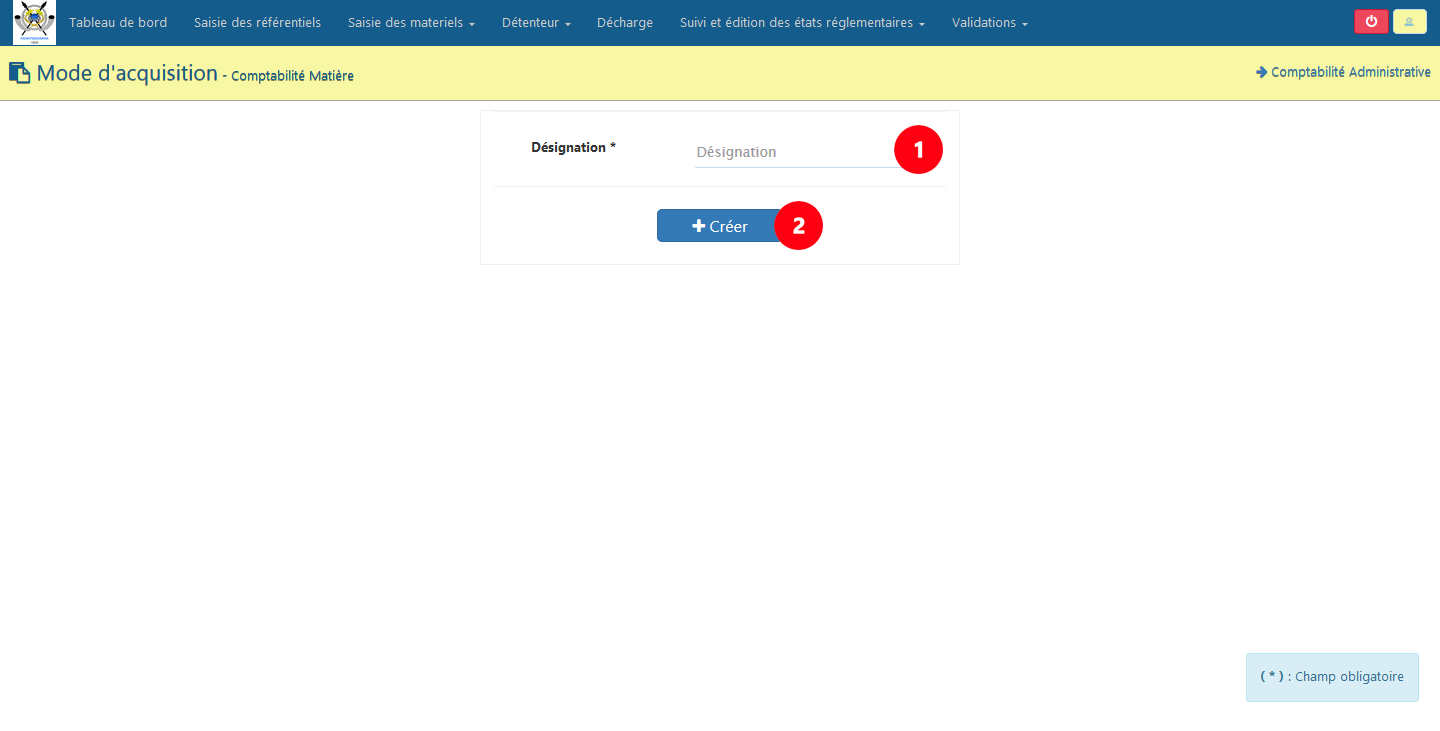 Tableau de bord Saisie des référentiels Saisie des materiels Détenteur Décharge Suivi et édition des états réglementaires Validations
Mode d'acquisition - Comptabilité Matière
Comptabilité Administrative
Désignation * Désignation 1
Créer 2
( * ) : Champ obligatoire